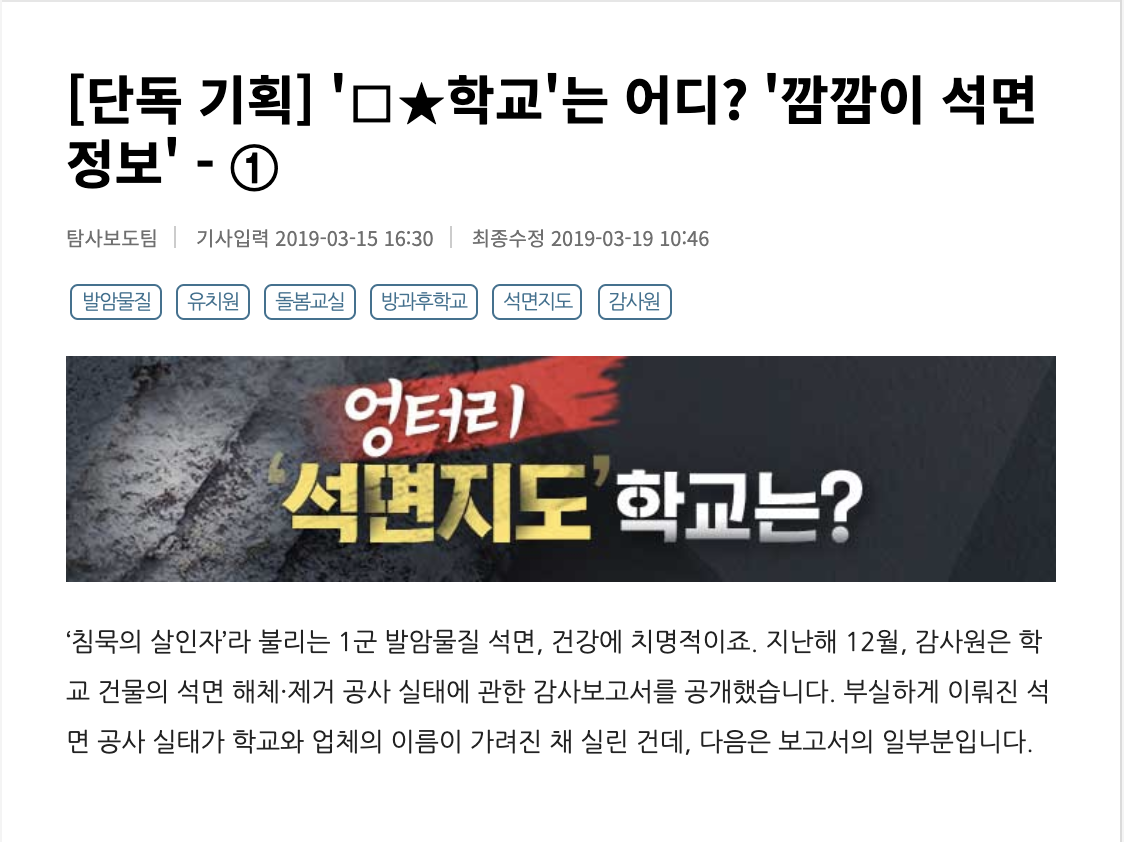 [단독 기획] '□★학교'는 어디? '깜깜이 석면
정보' - ①
탐사보도팀 | 기사입력 2019-03-15 16:30 | 최종수정 2019-03-19 10:46
발암물질 유치원 돌봄교실 방과후학교 석면지도 감사원
엉터리
'석면지도' 학교는?
‘침묵의 살인자’라 불리는 1군 발암물질 석면, 건강에 치명적이죠. 지난해 12월, 감사원은 학
교 건물의 석면 해체·제거 공사 실태에 관한 감사보고서를 공개했습니다. 부실하게 이뤄진 석
면 공사 실태가 학교와 업체의 이름이 가려진 채 실린 건데, 다음은 보고서의 일부분입니다.